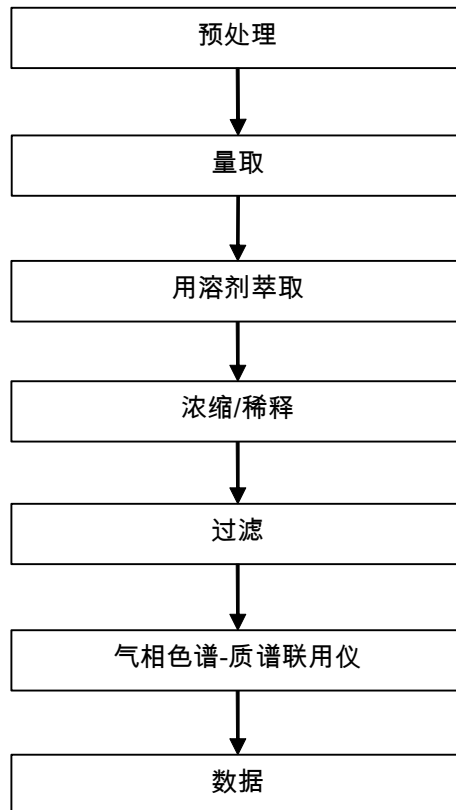 预处理
量取
用溶剂萃取
浓缩/稀释
过滤
气相色谱-质谱联用仪
数据